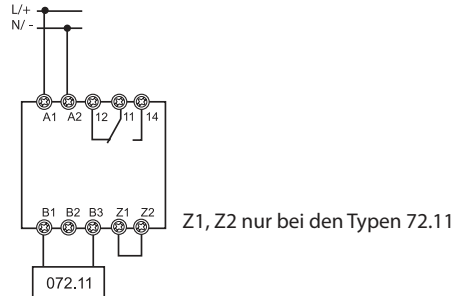 L/+
N/ -
A1 A2 12 11 14
B1 B2 B3 Z1 Z2
Z1, Z2 nur bei den Typen 72.11
072.11